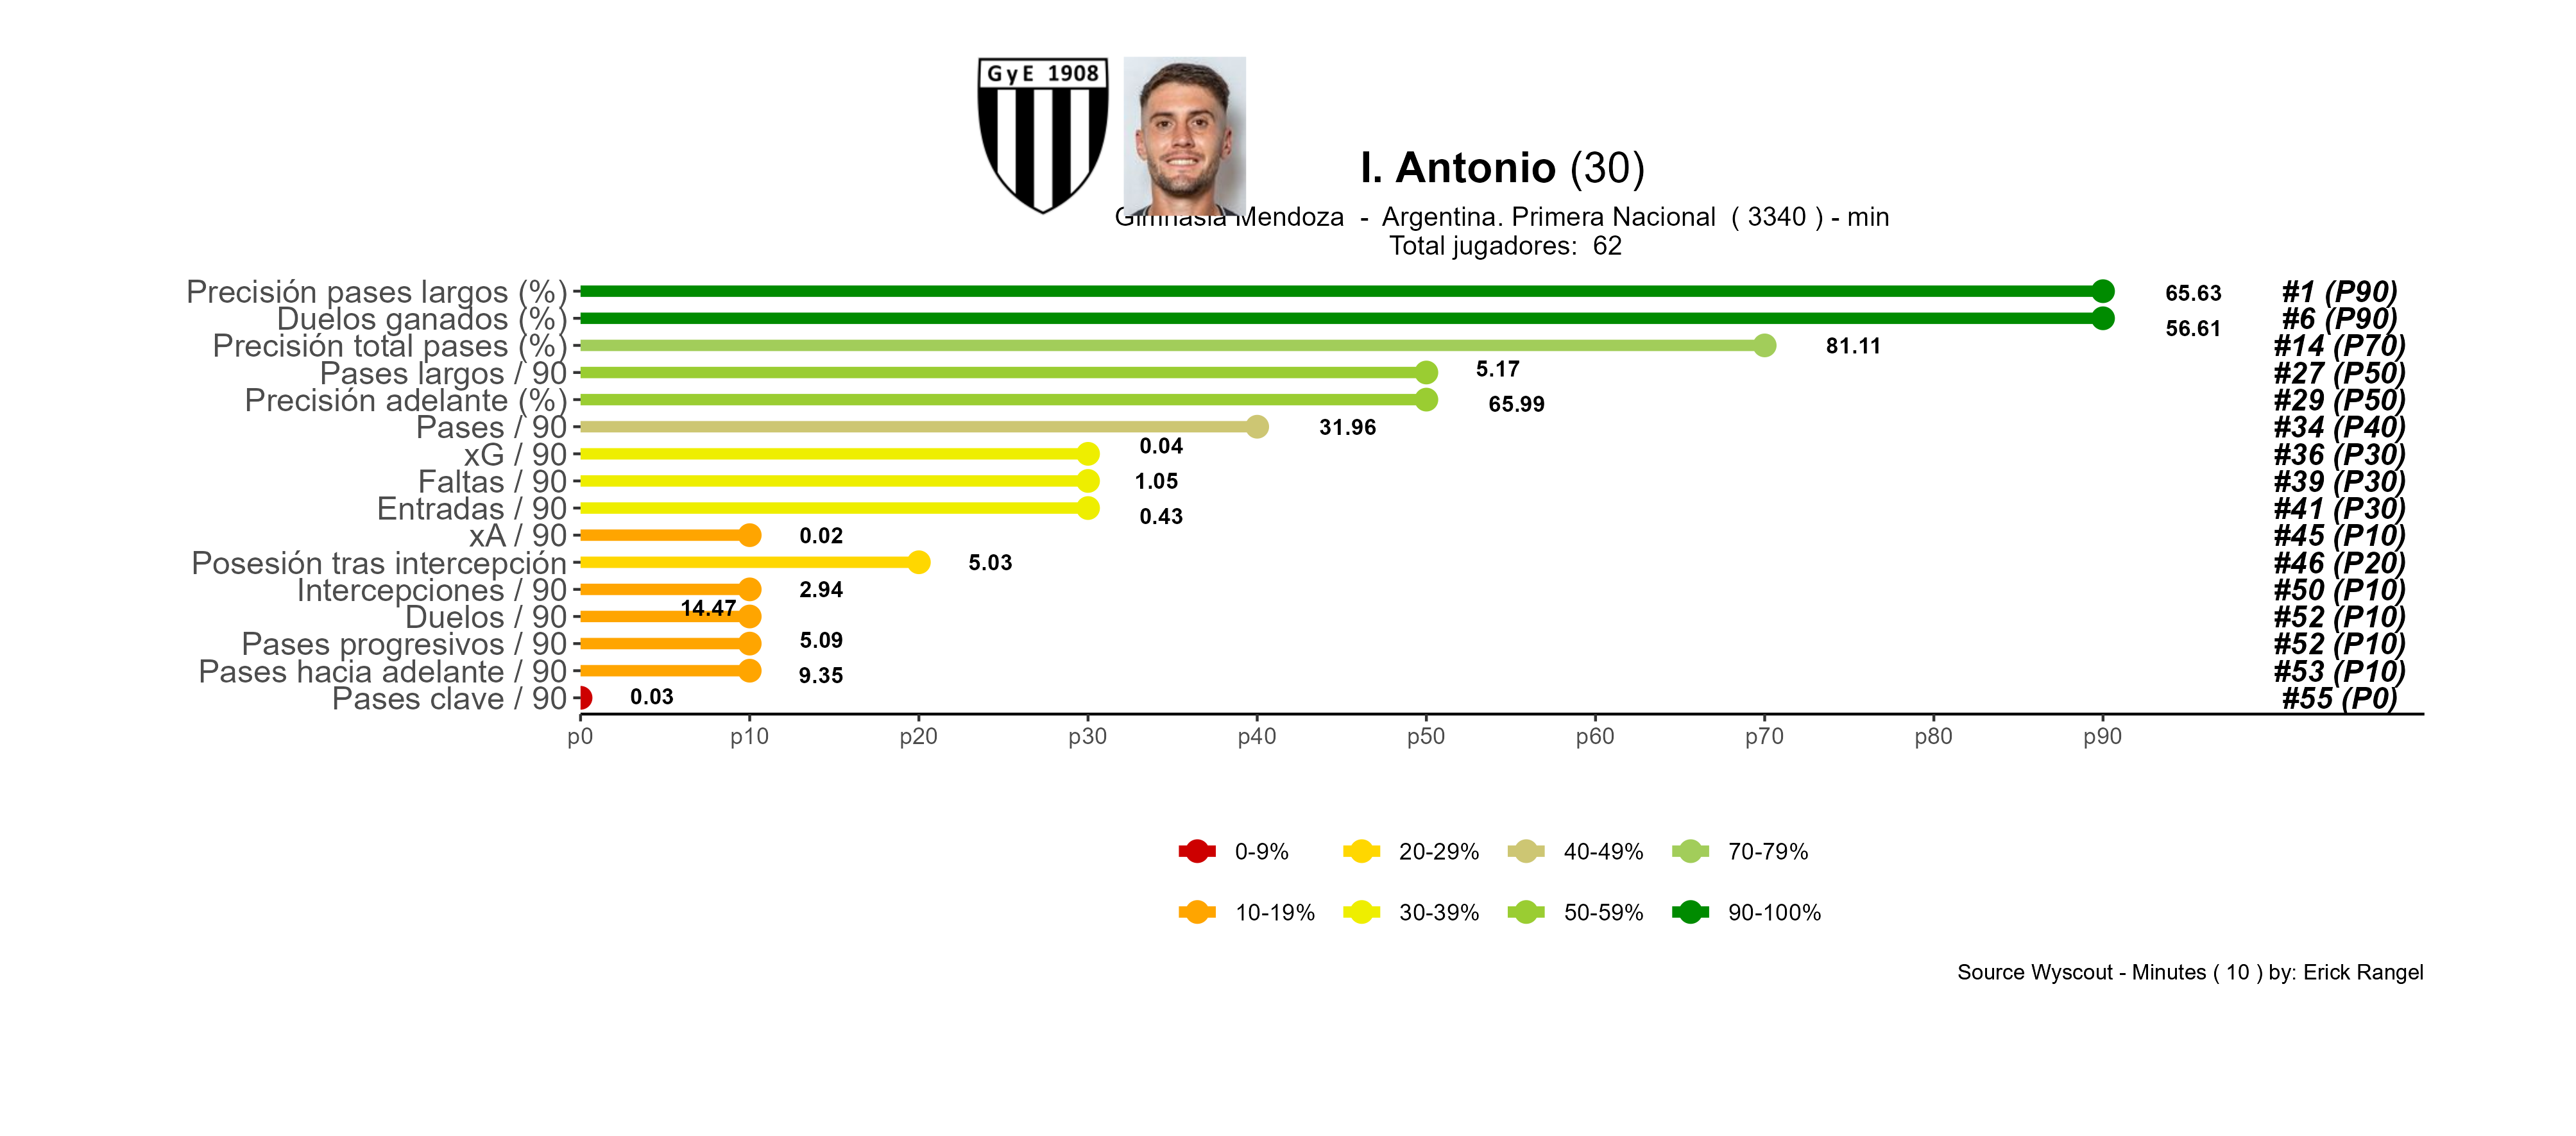 GyE 1908
I. Antonio (30)
Gimnasia Mendoza - Argentina. Primera Nacional ( 3340 ) - min
Total jugadores: 62
Precisión pases largos (%) 65.63 #1 (P90)
Duelos ganados (%) 56.61 #6 (P90)
Precisión total pases (%) 81.11 #14 (P70)
Pases largos / 90 5.17 #27 (P50)
Precisión adelante (%) 65.99 #29 (P50)
Pases / 90 31.96 #34 (P40)
xG / 90 0.04 #36 (P30)
Faltas / 90 1.05 #39 (P30)
Entradas / 90 0.43 #41 (P30)
xA / 90 0.02 #45 (P10)
Posesión tras intercepción 5.03 #46 (P20)
Intercepciones / 90 2.94 #50 (P10)
Duelos / 90 14.47 #52 (P10)
Pases progresivos / 90 5.09 #52 (P10)
Pases hacia adelante / 90 9.35 #53 (P10)
Pases clave / 90 0.03 #55 (P0)
p0 p10 p20 p30 p40 p50 p60 p70 p80 p90
0-9% 20-29% 40-49% 70-79%
10-19% 30-39% 50-59% 90-100%
Source Wyscout - Minutes ( 10 ) by: Erick Rangel